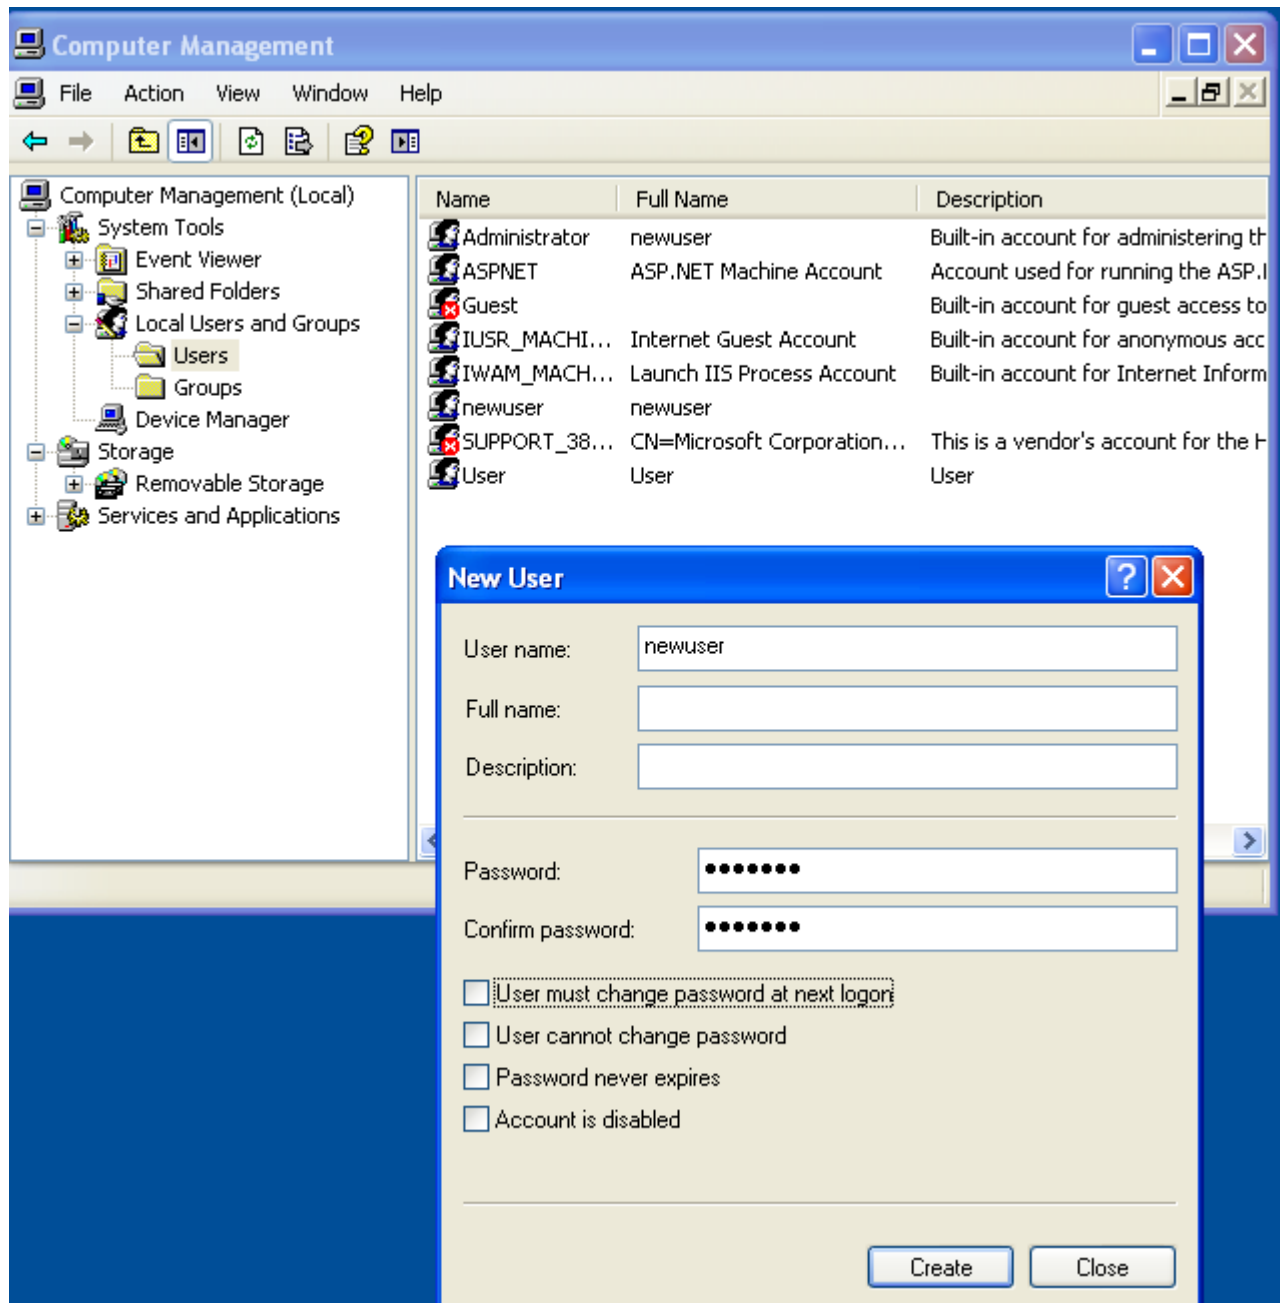 Computer Management
File Action View Window Help
Computer Management (Local)
System Tools
Event Viewer
Shared Folders
Local Users and Groups
Users
Groups
Device Manager
Storage
Removable Storage
Services and Applications
Name Full Name Description
Administrator newuser Built-in account for administering th
ASPNET ASP.NET Machine Account Account used for running the ASP.
Guest Built-in account for guest access to
IUSR_MACHI... Internet Guest Account Built-in account for anonymous acc
IWAM_MACH... Launch IIS Process Account Built-in account for Internet Inform
newuser newuser
SUPPORT_38... CN=Microsoft Corporation... This is a vendor's account for the H
User User User
New User
User name: newuser
Full name:
Description:
Password: •••••••
Confirm password: •••••••
User must change password at next logon
User cannot change password
Password never expires
Account is disabled
Create Close